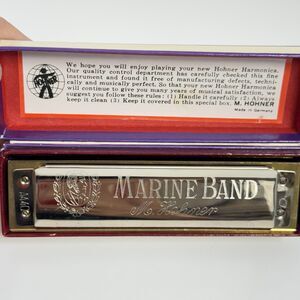 We hope you will enjoy playing your new Hohner Harmonica.
Our quality control department has carefully checked this fine
instrument and found it free of manufacturing defects, techni-
cally and musically perfect. So that your new Hohner Harmonica
will continue to give you many years of musical satisfaction, we
suggest you follow these rules: (1) Handle it carefully (2) Always
keep it clean (3) Keep it covered in this special box. M. HOHNER
Made in Germany
MARINE BAND
M. Hohner